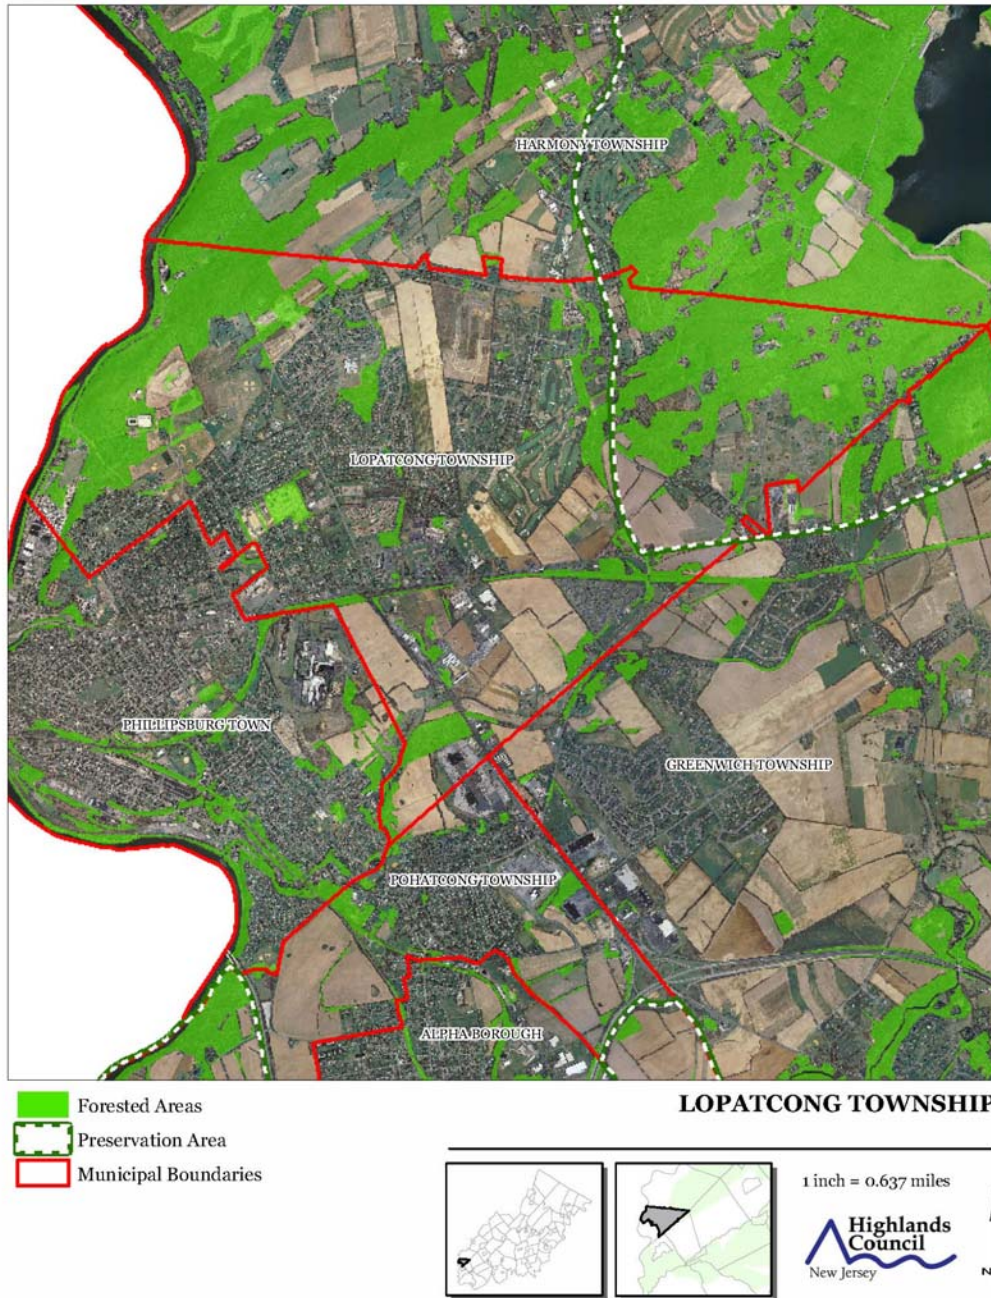 HARMONY TOWNSHIP
LOPATCONG TOWNSHIP
PHILLIPSBURG TOWN
GREENWICH TOWNSHIP
POHATCONG TOWNSHIP
ALPHA BOROUGH
Forested Areas
Preservation Area
Municipal Boundaries
LOPATCONG TOWNSHIP
1 inch = 0.637 miles
Highlands
Council
New Jersey
N